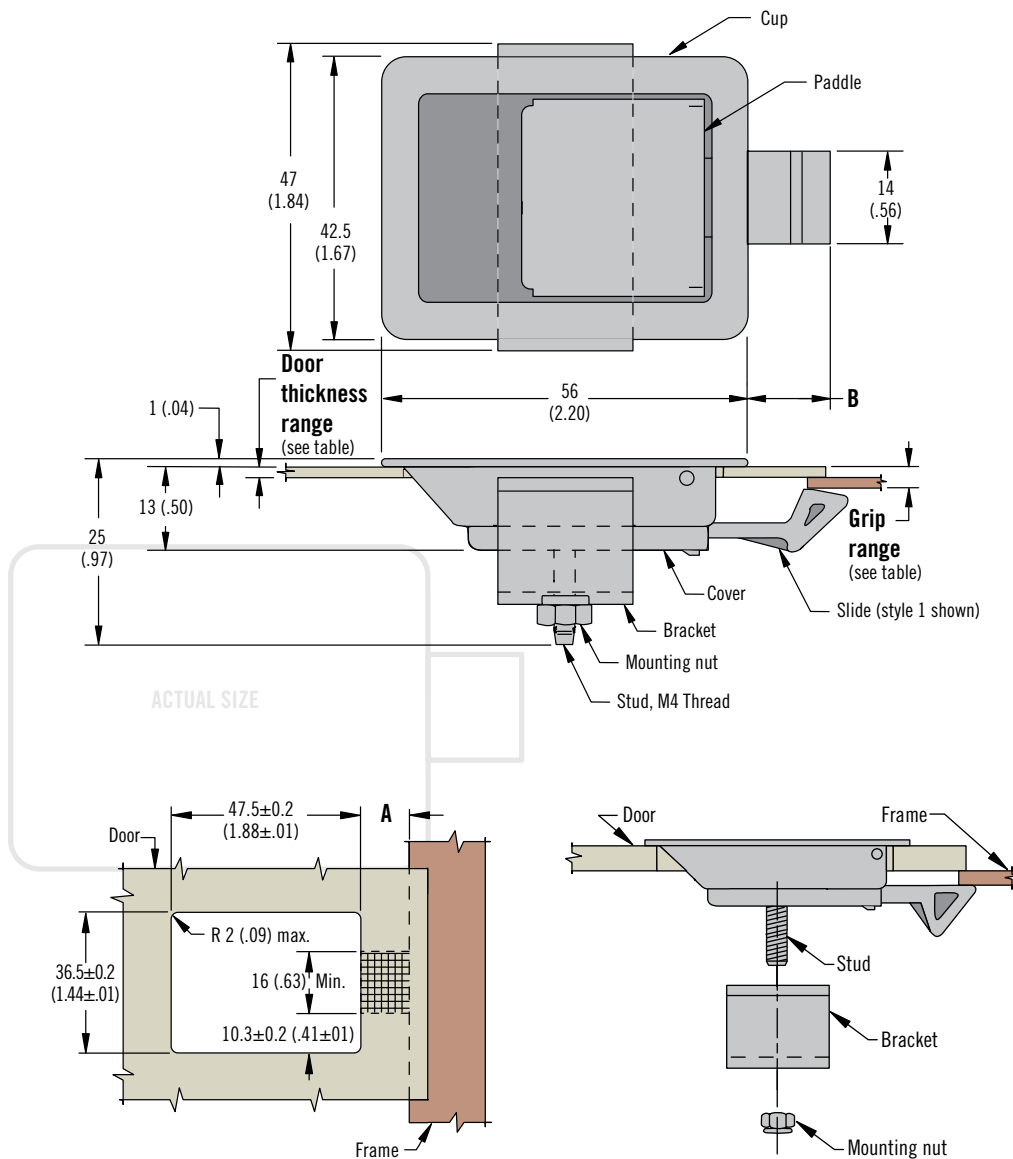 Cup
Paddle
47
(1.84)
42.5
(1.67)
14
(.56)
Door
thickness
range
(see table)
56
(2.20)
B
1 (.04)
13 (.50)
25
(.97)
Grip
range
(see table)
Cover
Slide (style 1 shown)
Bracket
Mounting nut
Stud, M4 Thread
ACTUAL SIZE
47.5±0.2
(1.88±.01)
A
Door
R 2 (.09) max.
36.5±0.2
(1.44±.01)
16 (.63) Min.
10.3±0.2 (.41±01)
Frame
Door
Frame
Stud
Bracket
Mounting nut